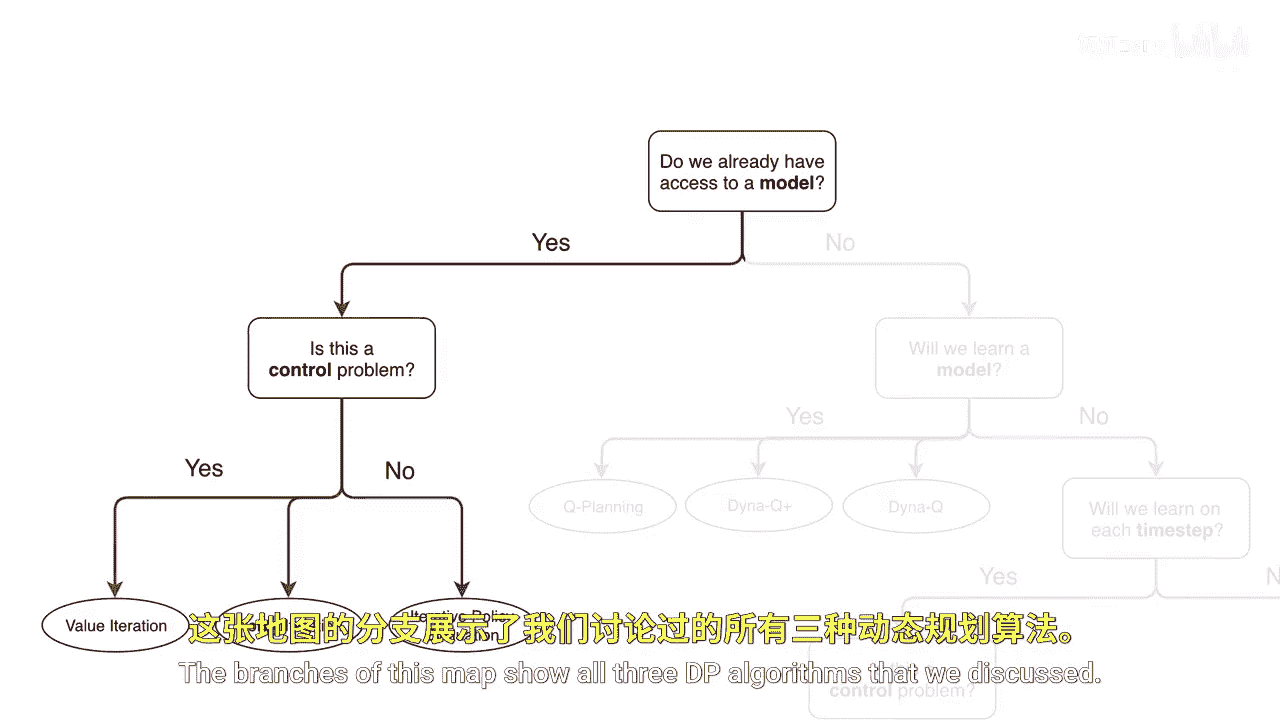 Do we already have
access to a model?
Yes
No
Is this a
control problem?
Will we learn a
model?
Yes
No
Yes
No
Q-Planning
Dyna-Q+
Dyna-Q
Will we learn on
each timestep?
Yes
Value Iteration
Iterative Policy
这张地图的分支展示了我们讨论过的所有三种动态规划算法。
The branches of this map show all three DP algorithms that we discussed.
control problem?